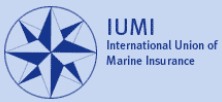 IUMI
International Union of
Marine Insurance